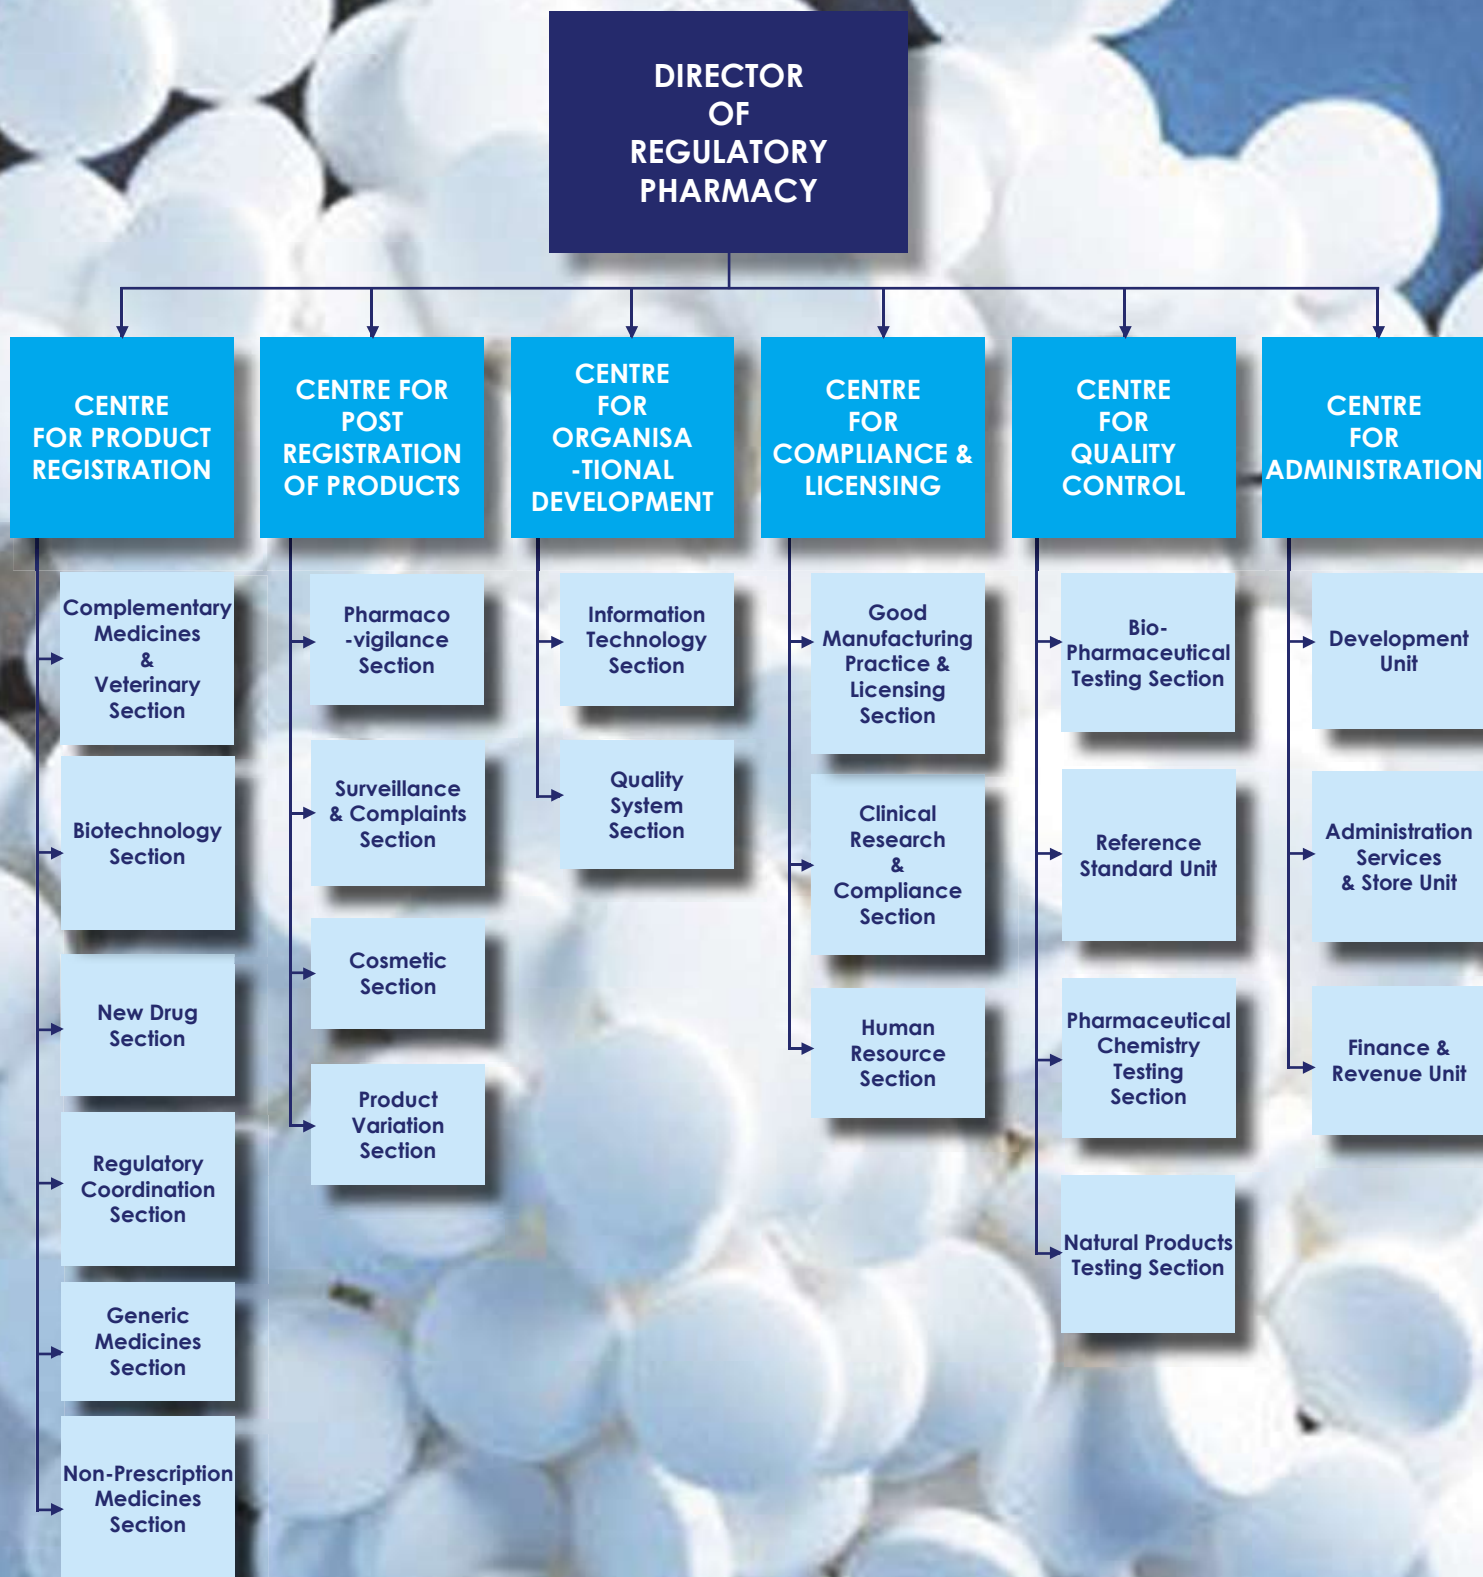 DIRECTOR
OF
REGULATORY
PHARMACY
CENTRE
FOR PRODUCT
REGISTRATION
CENTRE FOR
POST
REGISTRATION
OF PRODUCTS
CENTRE
FOR
ORGANISA
-TIONAL
DEVELOPMENT
CENTRE
FOR
COMPLIANCE &
LICENSING
CENTRE
FOR
QUALITY
CONTROL
CENTRE
FOR
ADMINISTRATION
Complementary
Medicines
&
Veterinary
Section
Biotechnology
Section
New Drug
Section
Regulatory
Coordination
Section
Generic
Medicines
Section
Non-Prescription
Medicines
Section
Pharmaco
-vigilance
Section
Surveillance
& Complaints
Section
Cosmetic
Section
Product
Variation
Section
Information
Technology
Section
Quality
System
Section
Good
Manufacturing
Practice &
Licensing
Section
Clinical
Research
&
Compliance
Section
Human
Resource
Section
Bio-
Pharmaceutical
Testing Section
Reference
Standard Unit
Pharmaceutical
Chemistry
Testing
Section
Natural Products
Testing Section
Development
Unit
Administration
Services
& Store Unit
Finance &
Revenue Unit